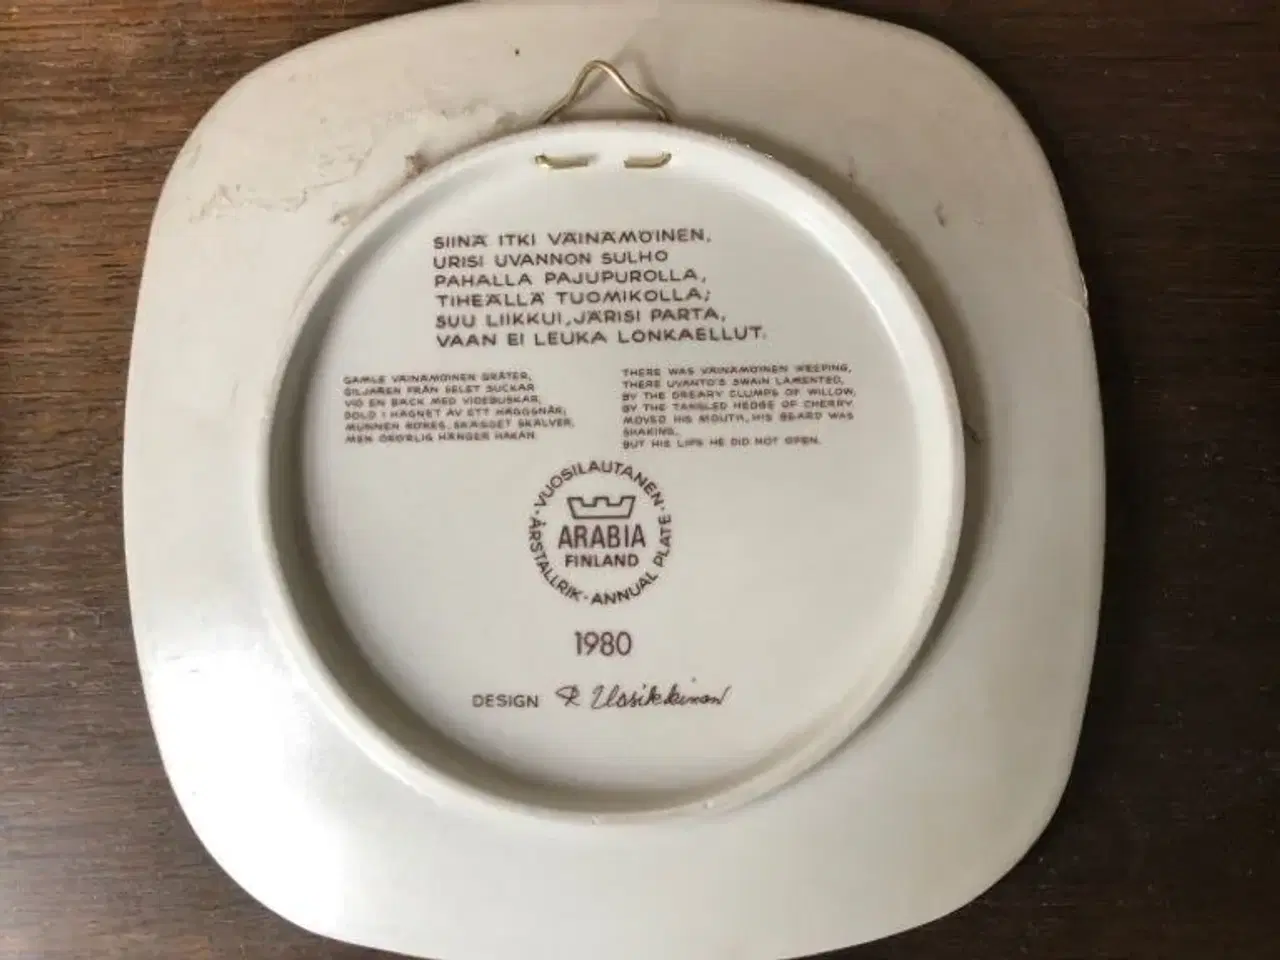 SIINÄ ITKI VÄINÄMÖINEN,
URISI UVANNON SULHO
PAHALLA PAJUPUROLLA,
TIHEÄLLÄ TUOMIKOLLA;
SUU LIIKKUI, JÄRISI PARTA,
VAAN EI LEUKA LONKAELLUT.
GAMLE VÄINÄMÖINEN GRÅTER,
GILJAREN FRÅN SELET SUCKAR
VID EN BÄCK MED VIDEBUSKAR,
DOLD I HÄGNET AV ETT HÄGGSNÅR;
MUNNEN RÖRES, SKÄGGET SKÄLVER,
MEN ORÖRLIG HÄNGER HAKAN.
THERE WAS VÄINÄMÖINEN WEEPING,
THERE UVANTO'S SWAIN LAMENTED,
BY THE DREARY CLUMPS OF WILLOW,
BY THE TANGLED HEDGE OF CHERRY
MOVED HIS MOUTH, HIS BEARD WAS
SHAKING,
BUT HIS LIPS HE DID NOT OPEN.
VUOSILAUTANEN · ANNUAL PLATE · ÅRSTALLRIK ·
ARABIA
FINLAND
1980
DESIGN R Uosikkinen